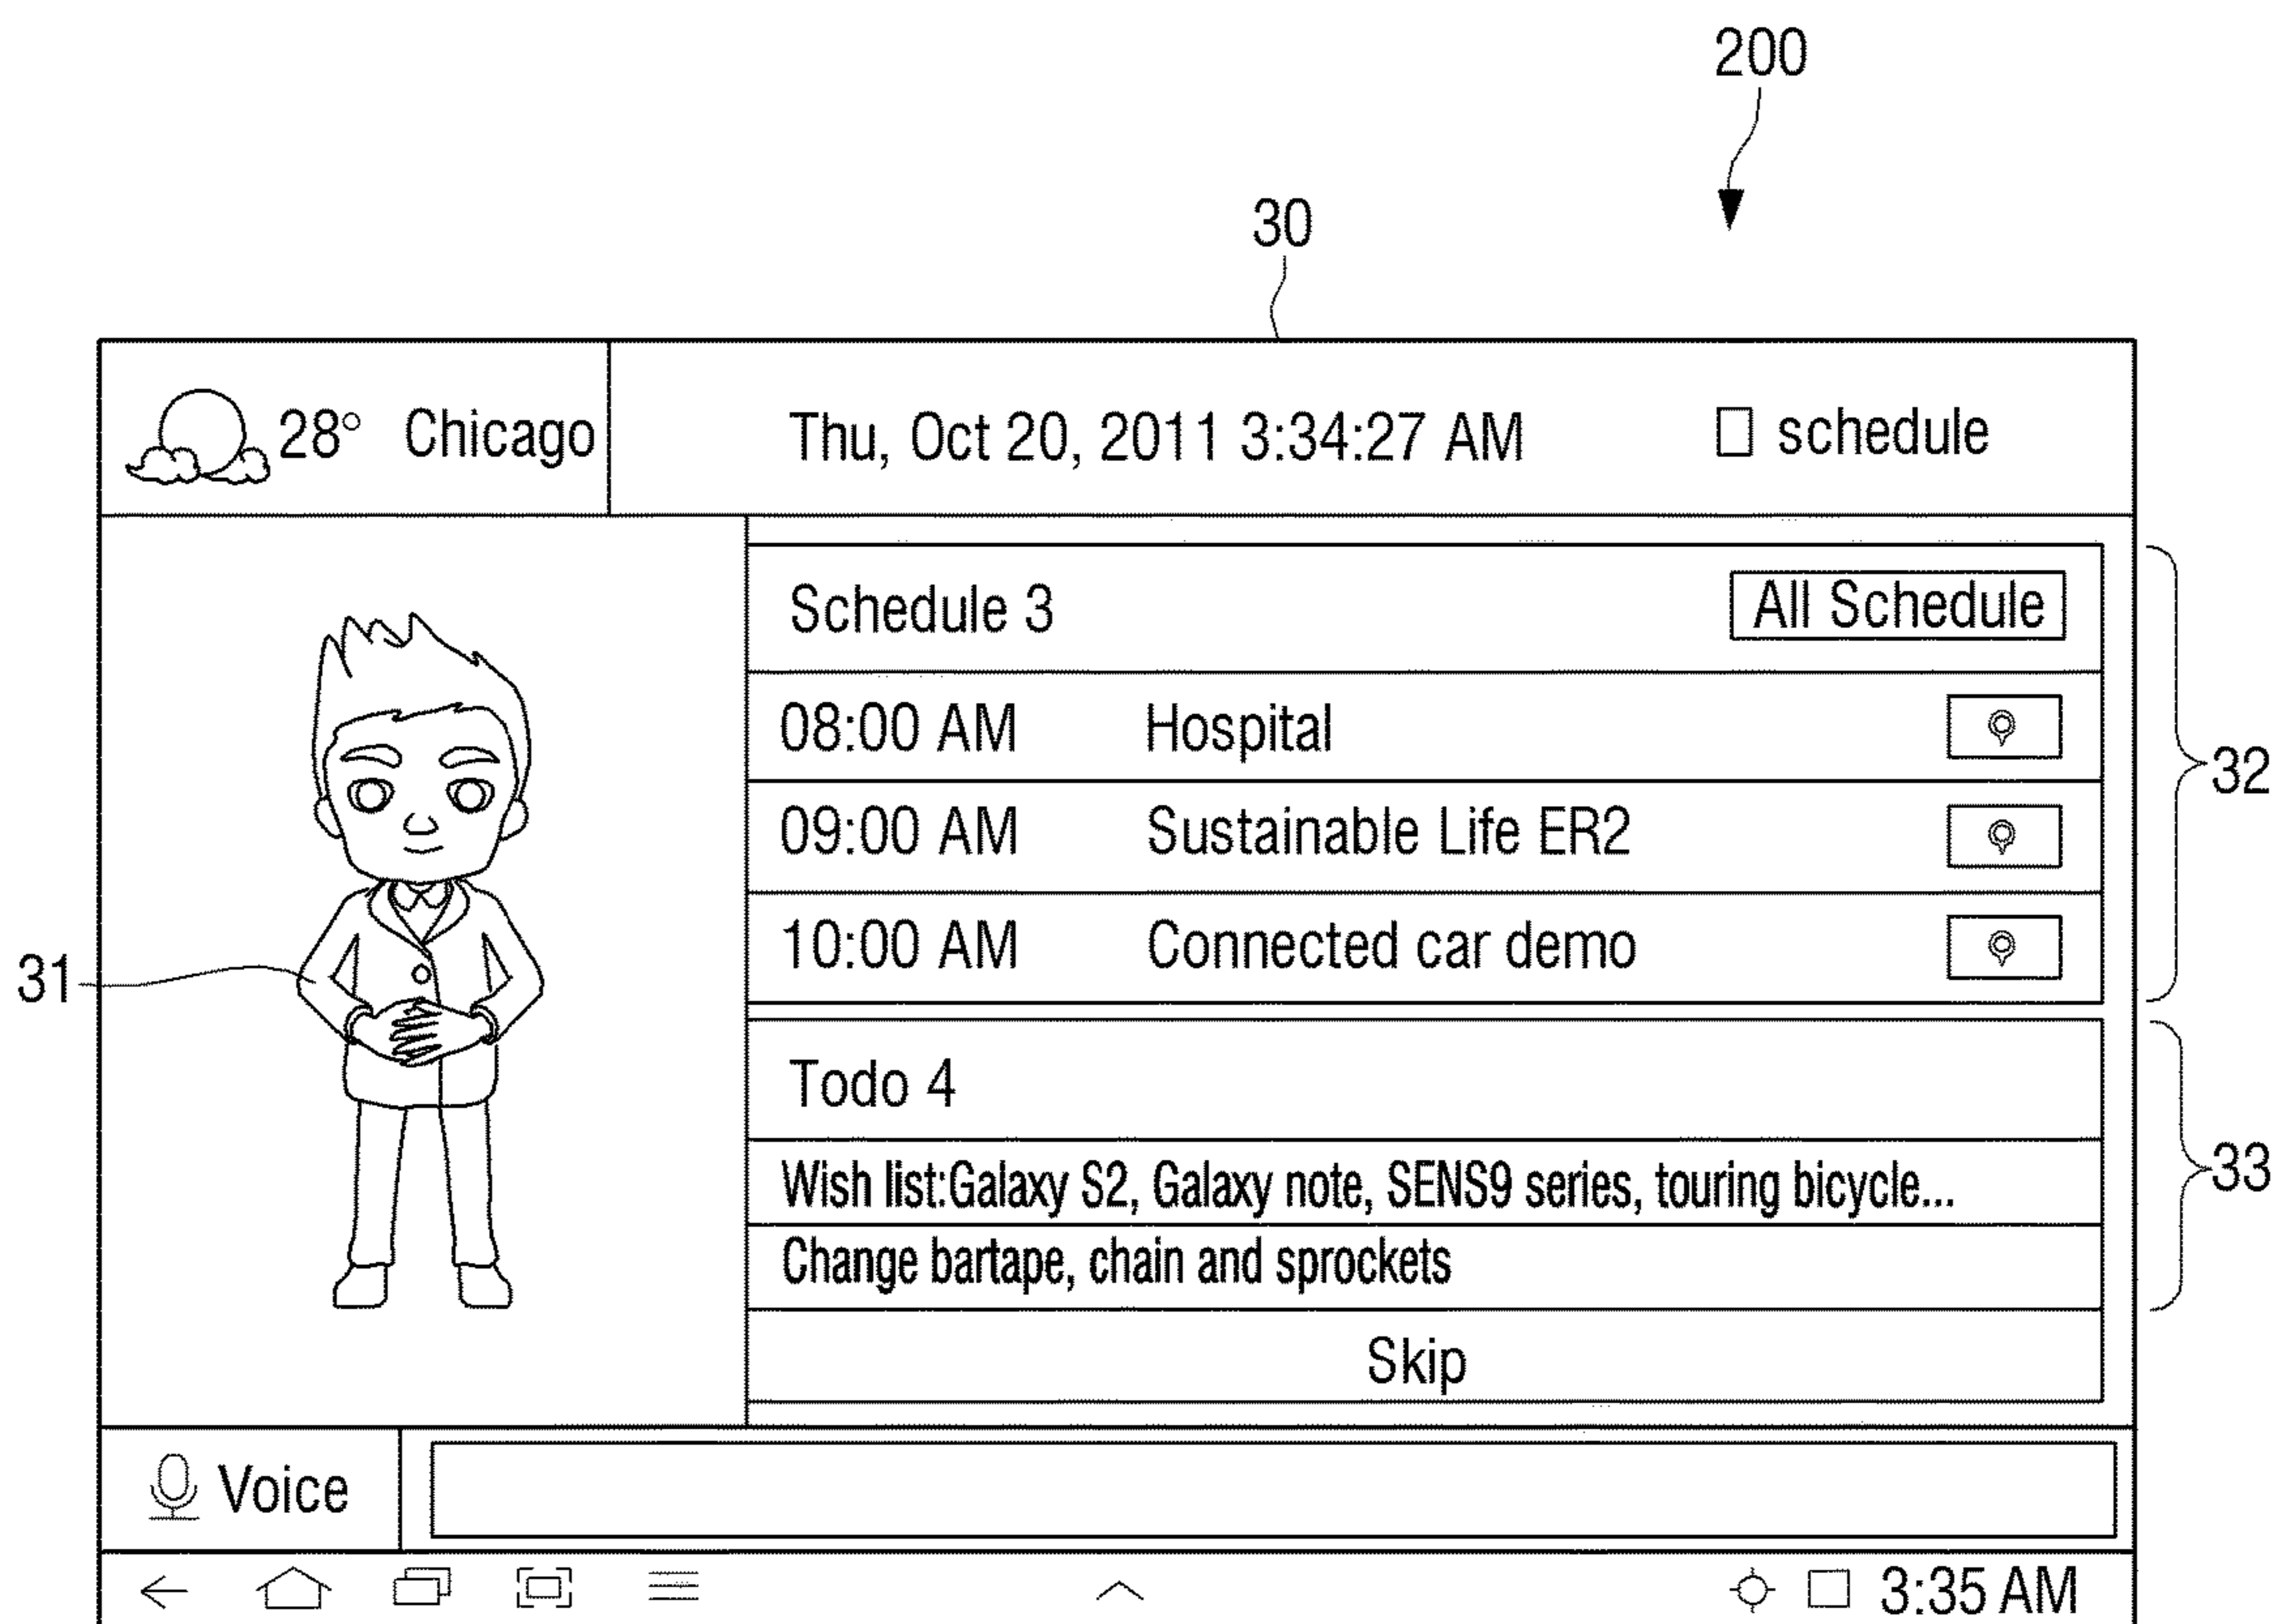 200
30
28° Chicago
Thu, Oct 20, 2011 3:34:27 AM
schedule
Schedule 3
All Schedule
08:00 AM Hospital
09:00 AM Sustainable Life ER2
10:00 AM Connected car demo
32
31
Todo 4
Wish list:Galaxy S2, Galaxy note, SENS9 series, touring bicycle...
Change bartape, chain and sprockets
33
Skip
Voice
3:35 AM